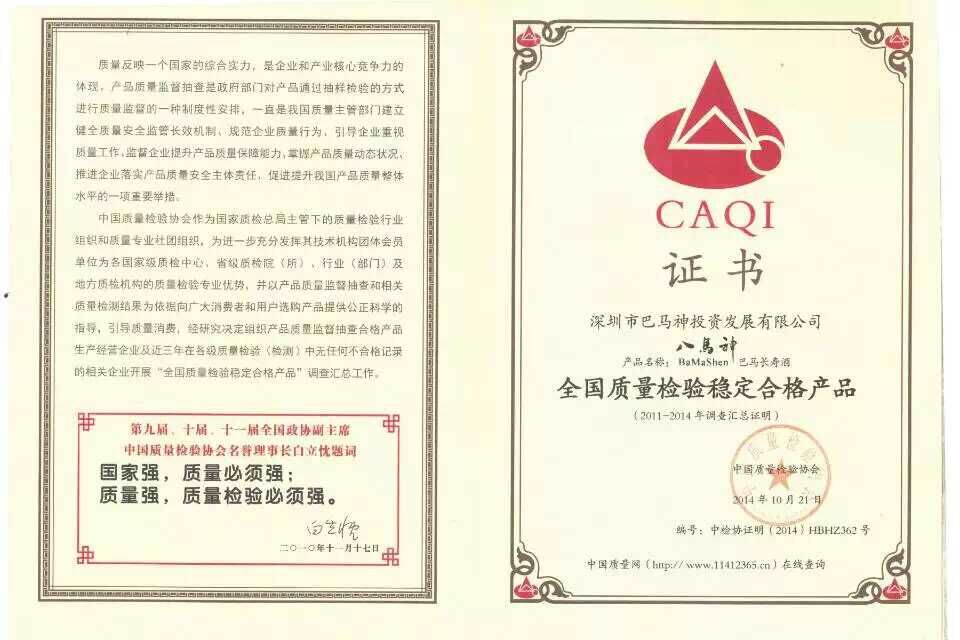 质量反映一个国家的综合实力，是企业和产业核心竞争力的
体现。产品质量监督抽查是政府部门对产品通过抽样检验的方式
进行质量监督的一种制度性安排，一直是我国质量主管部门建立
健全质量安全监管长效机制、规范企业质量行为、引导企业重视
质量工作、监督企业提升产品质量保障能力、掌握产品质量动态状况、
推进企业落实产品质量安全主体责任、促进提升我国产品质量整体
水平的一项重要举措。
中国质量检验协会作为国家质检总局主管下的质量检验行业
组织和质量专业社团组织，为进一步充分发挥其技术机构团体会员
单位为各国家级质检中心、省级质检院（所）、行业（部门）及
地方质检机构的质量检验专业优势，并以产品质量监督抽查和相关
质量检测结果为依据向广大消费者和用户选购产品提供公正科学的
指导，引导质量消费，经研究决定组织产品质量监督抽查合格产品
生产经营企业及近三年在各级质量检验（检测）中无任何不合格记录
的相关企业开展“全国质量检验稳定合格产品”调查汇总工作。
第九届、十届、十一届全国政协副主席
中国质量检验协会名誉理事长白立忱题词
国家强，质量必须强；
质量强，质量检验必须强。
白立忱
二〇一〇年十一月十七日
CAQI
证书
深圳市巴马神投资发展有限公司
八馬神
产品名称：BaMaShen 巴马长寿酒
全国质量检验稳定合格产品
（2011-2014年调查汇总证明）
中国质量检验协会
2014年10月21日
编号：中检协证明（2014）HBHZ362号
中国质量网（http://www.11412365.cn）在线查询